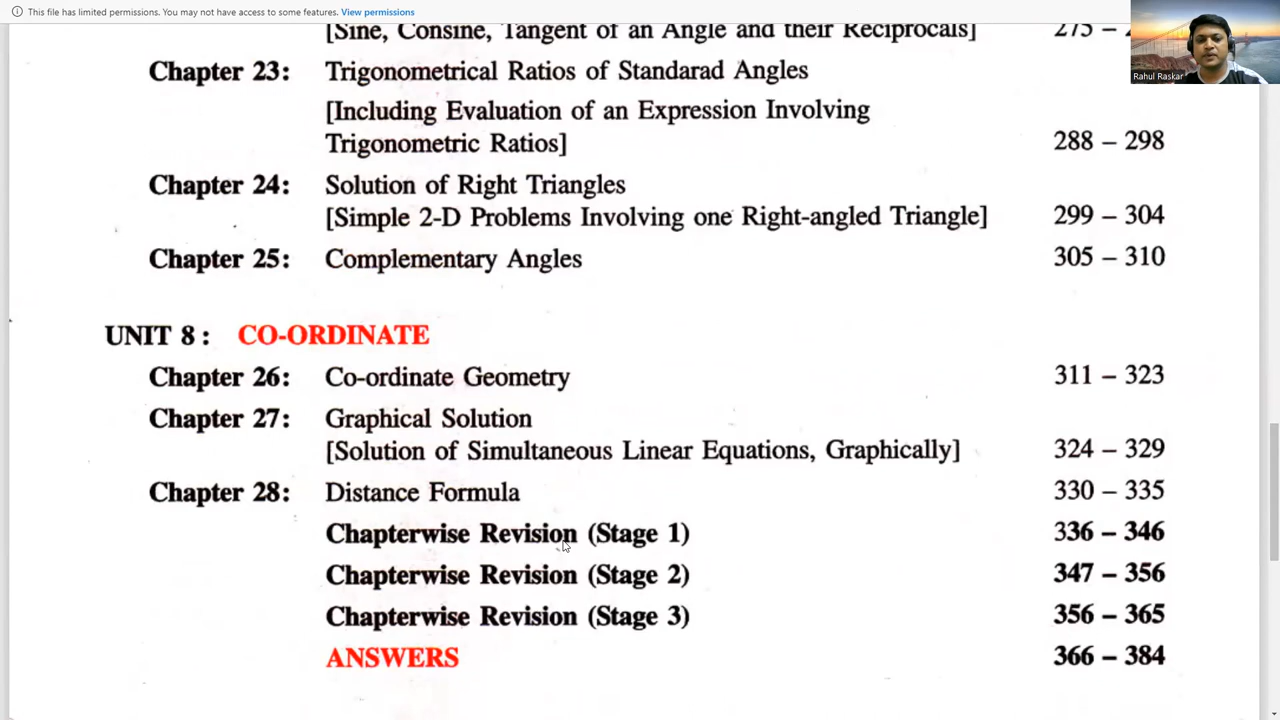 This file has limited permissions. You may not have access to some features. View permissions
[Sine, Consine, Tangent of an Angle and their Reciprocals] 275 –
Rahul Raskar
Chapter 23: Trigonometrical Ratios of Standarad Angles
[Including Evaluation of an Expression Involving
Trigonometric Ratios] 288 – 298
Chapter 24: Solution of Right Triangles
[Simple 2-D Problems Involving one Right-angled Triangle] 299 – 304
Chapter 25: Complementary Angles 305 – 310
UNIT 8 : CO-ORDINATE
Chapter 26: Co-ordinate Geometry 311 – 323
Chapter 27: Graphical Solution
[Solution of Simultaneous Linear Equations, Graphically] 324 – 329
Chapter 28: Distance Formula 330 – 335
Chapterwise Revision (Stage 1) 336 – 346
Chapterwise Revision (Stage 2) 347 – 356
Chapterwise Revision (Stage 3) 356 – 365
ANSWERS 366 – 384